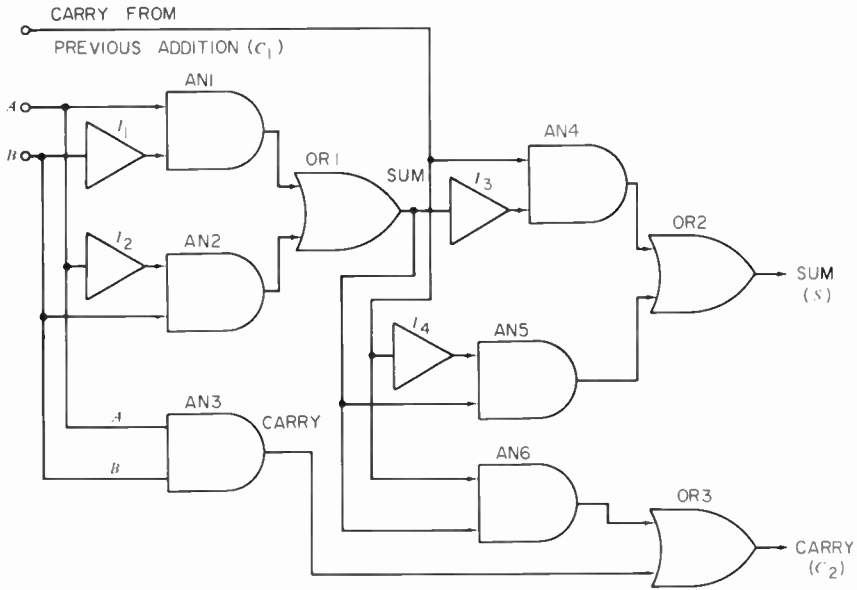 CARRY FROM
PREVIOUS ADDITION (C1)
AN1
A
I1
B
OR1
SUM
AN4
I3
OR2
I2
AN2
SUM
(S)
I4
AN5
AN3
A
CARRY
B
AN6
OR3
CARRY
(C2)